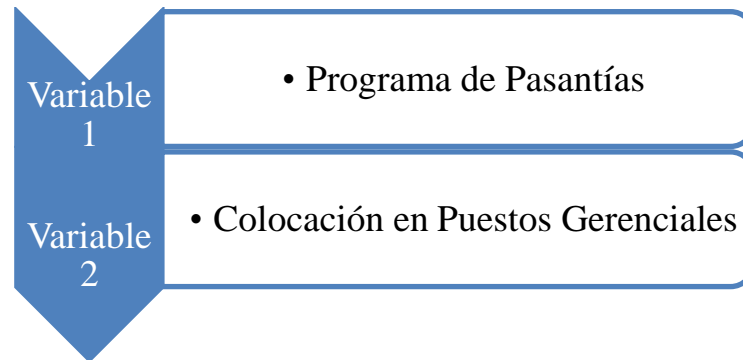 Variable
1
• Programa de Pasantías
Variable
2
• Colocación en Puestos Gerenciales